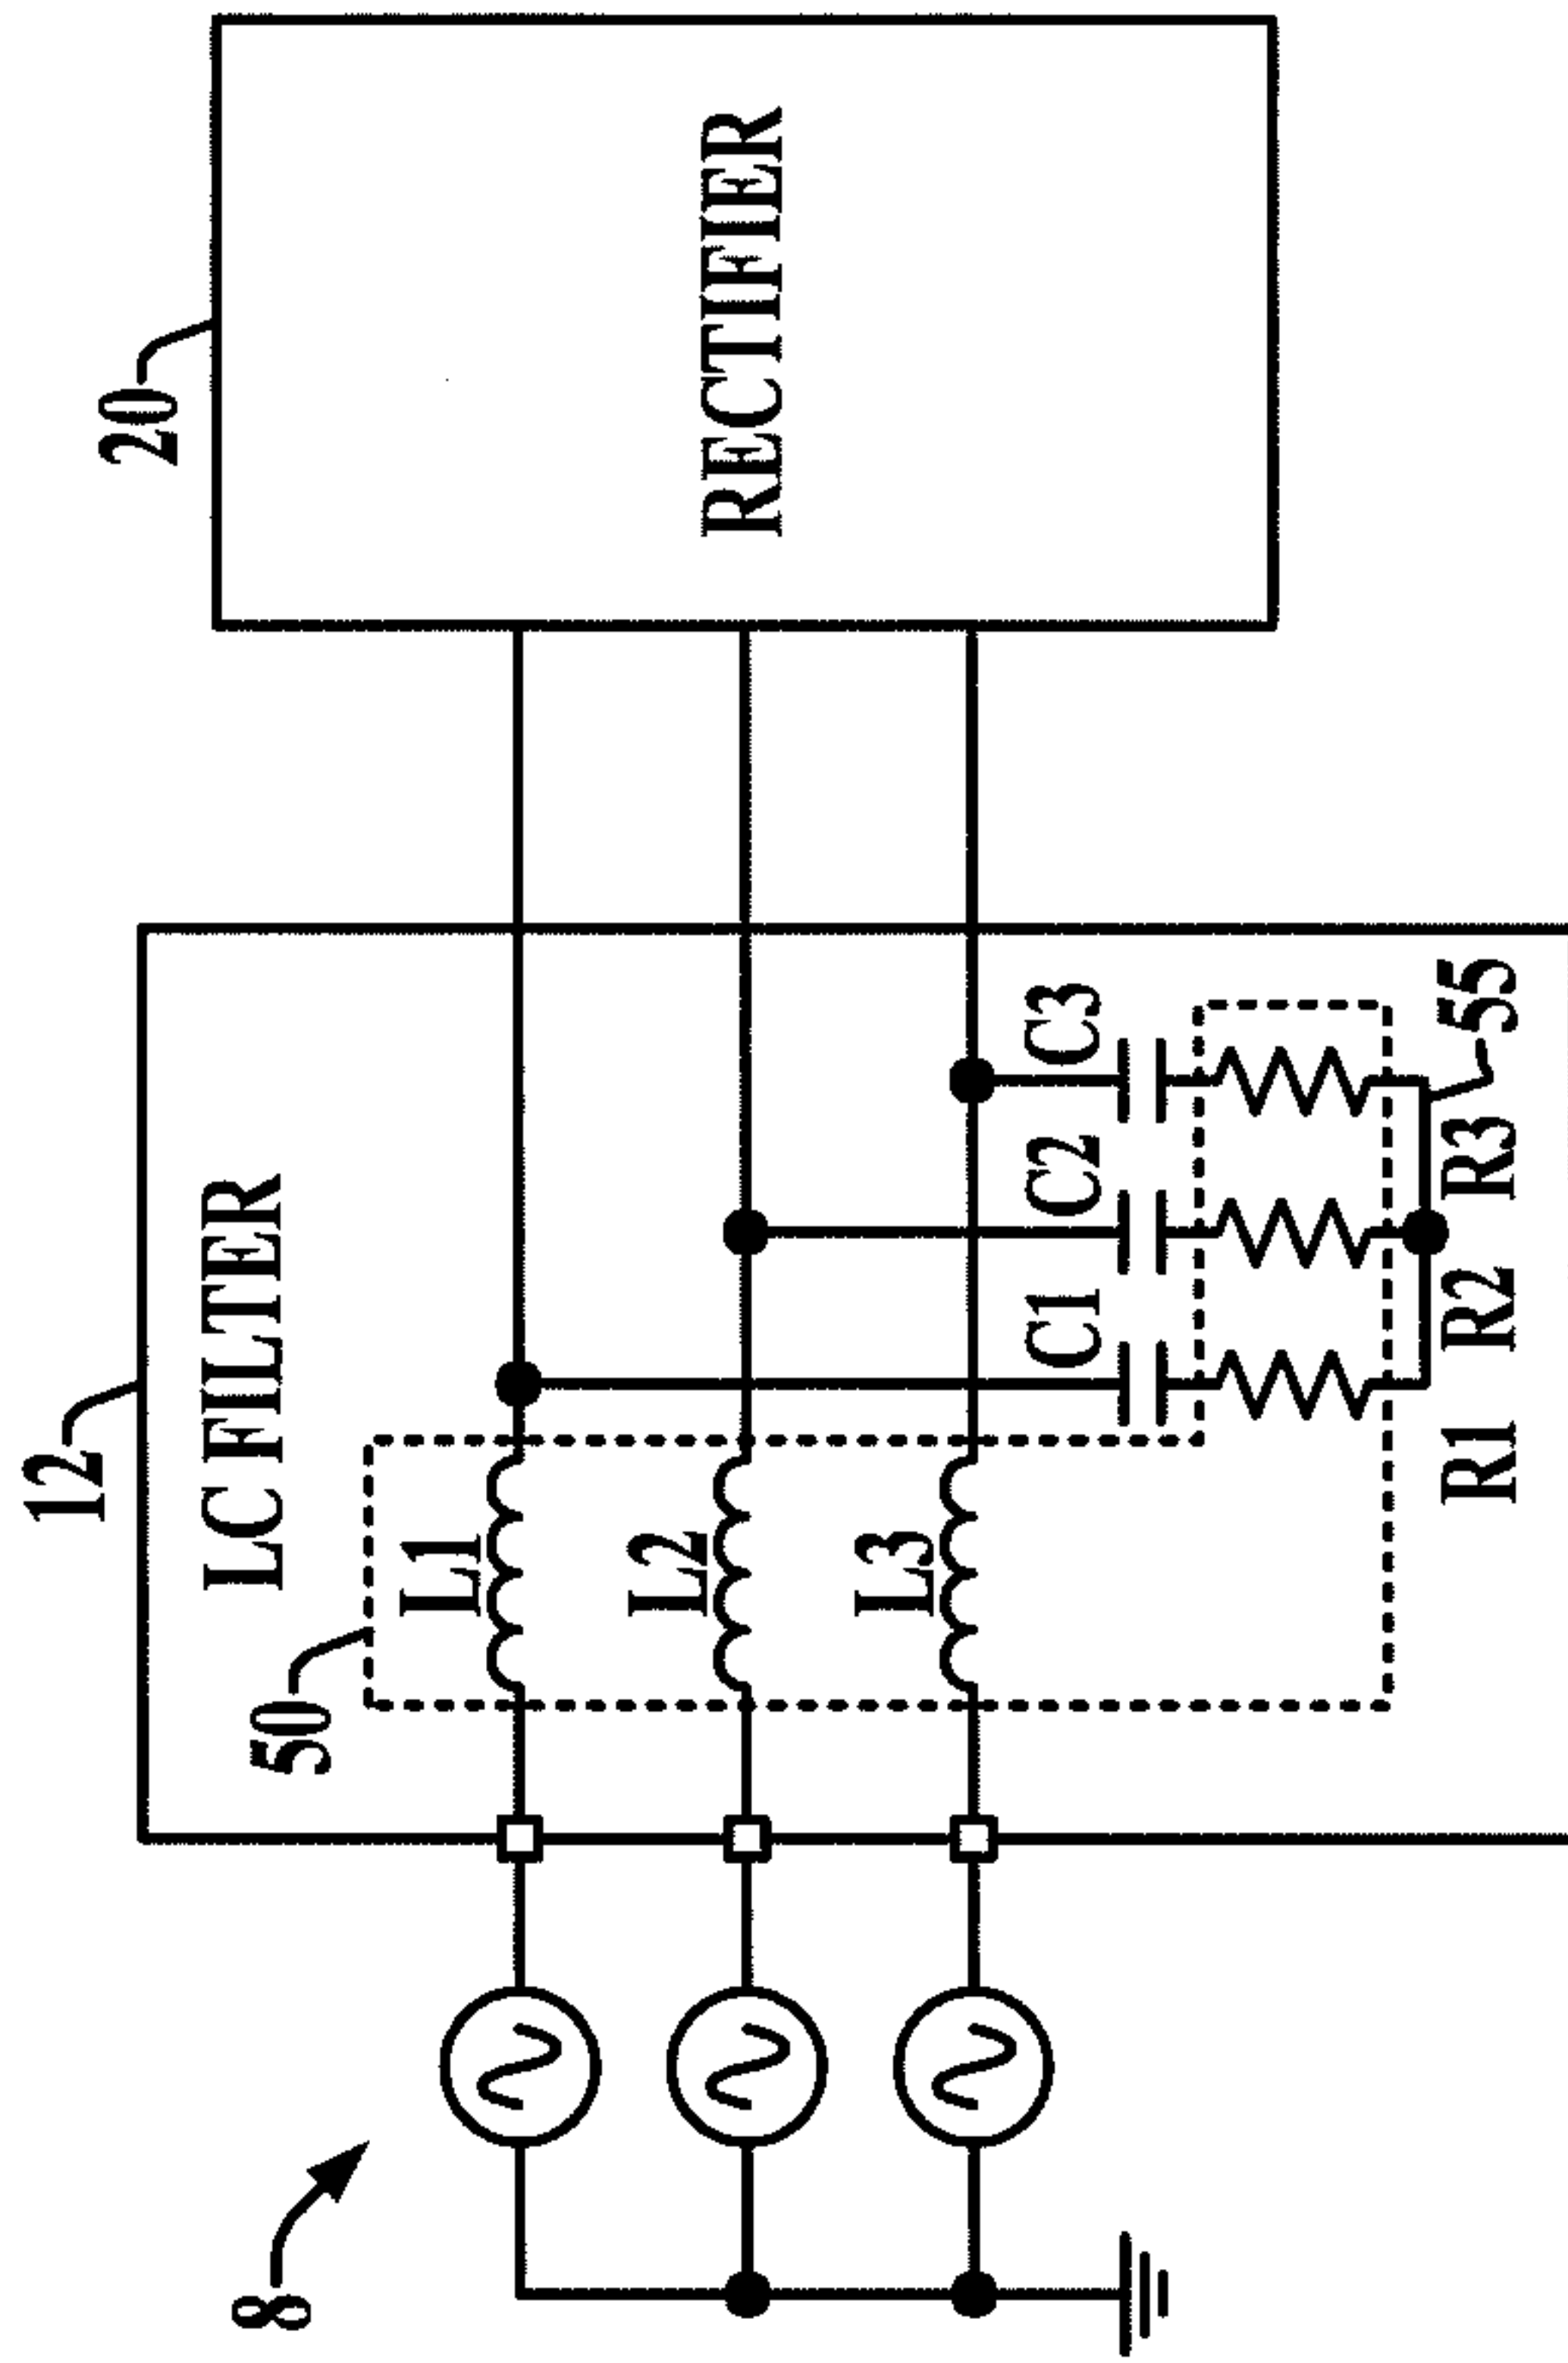 12
20
LC FILTER
8
50
L1
L2
RECTIFIER
L3
C1 C2 C3
R1 R2 R3 55